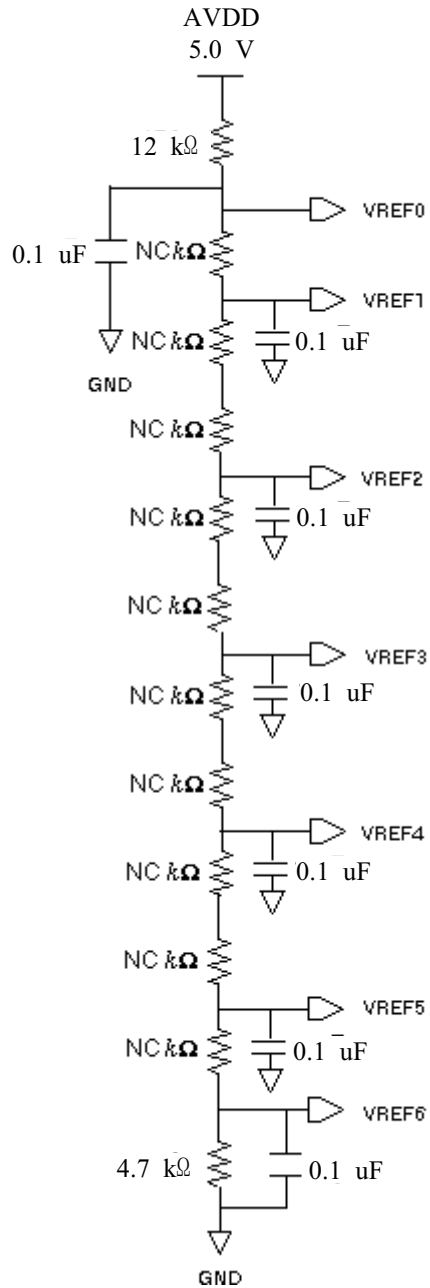 AVDD
5.0 V
12 kΩ
VREF0
0.1 uF
NC kΩ
VREF1
NC kΩ
0.1 uF
GND
NC kΩ
VREF2
NC kΩ
0.1 uF
NC kΩ
VREF3
NC kΩ
0.1 uF
NC kΩ
VREF4
NC kΩ
0.1 uF
NC kΩ
VREF5
NC kΩ
0.1 uF
VREF6
4.7 kΩ
0.1 uF
GND